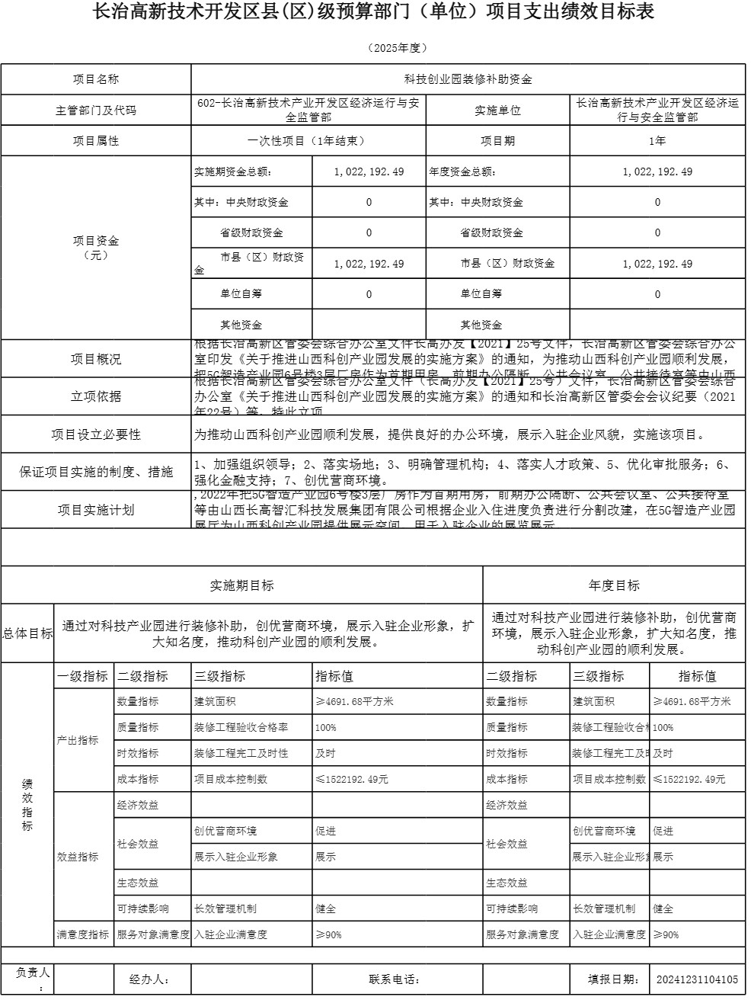 长治高新技术开发区县(区)级预算部门（单位）项目支出绩效目标表
（2025年度）
项目名称 科技创业园装修补助资金
主管部门及代码 602-长治高新技术产业开发区经济运行与安全监管部 实施单位 长治高新技术产业开发区经济运行与安全监管部
项目属性 一次性项目（1年结束） 项目期 1年
项目资金
（元）
实施期资金总额： 1,022,192.49 年度资金总额： 1,022,192.49
其中：中央财政资金 0 其中：中央财政资金 0
省级财政资金 0 省级财政资金 0
市县（区）财政资金 1,022,192.49 市县（区）财政资金 1,022,192.49
单位自筹 0 单位自筹 0
其他资金 其他资金
项目概况
根据长治高新区管委会综合办公室文件长高办发【2021】25号文件，长治高新区管委会综合办公
室印发《关于推进山西科创产业园发展的实施方案》的通知，为推动山西科创产业园顺利发展，
把5G智造产业园6号楼3层厂房作为首期用房，前期办公隔断、公共会议室、公共接待室等由山西
立项依据
根据长治高新区管委会综合办公室文件（长高办发【2021】25号）文件，长治高新区管委会综合
办公室《关于推进山西科创产业园发展的实施方案》的通知和长治高新区管委会会议纪要（2021
年22号）等，特此立项
项目设立必要性 为推动山西科创产业园顺利发展，提供良好的办公环境，展示入驻企业风貌，实施该项目。
保证项目实施的制度、措施
1、加强组织领导；2、落实场地；3、明确管理机构；4、落实人才政策、5、优化审批服务；6、
强化金融支持；7、创优营商环境。
项目实施计划
,2022年把5G智造产业园6号楼3层厂房作为首期用房，前期办公隔断、公共会议室、公共接待室
等由山西长高智汇科技发展集团有限公司根据企业入住进度负责进行分割改建，在5G智造产业园
展厅为山西科创产业园提供展示空间，用于入驻企业的展览展示
实施期目标 年度目标
总体目标
通过对科技产业园进行装修补助，创优营商环境，展示入驻企业形象，扩
大知名度，推动科创产业园的顺利发展。
通过对科技产业园进行装修补助，创优营商
环境，展示入驻企业形象，扩大知名度，推
动科创产业园的顺利发展。
绩效指标
一级指标 二级指标 三级指标 指标值 二级指标 三级指标 指标值
产出指标
数量指标 建筑面积 ≥4691.68平方米 数量指标 建筑面积 ≥4691.68平方米
质量指标 装修工程验收合格率 100% 质量指标 装修工程验收合格 100%
时效指标 装修工程完工及时性 及时 时效指标 装修工程完工及时 及时
成本指标 项目成本控制数 ≤1522192.49元 成本指标 项目成本控制数 ≤1522192.49元
效益指标
经济效益 经济效益
社会效益 创优营商环境 促进 社会效益 创优营商环境 促进
展示入驻企业形象 展示 展示入驻企业形象 展示
生态效益 生态效益
可持续影响 长效管理机制 健全 可持续影响 长效管理机制 健全
满意度指标 服务对象满意度 入驻企业满意度 ≥90% 服务对象满意度 入驻企业满意度 ≥90%
负责人： 经办人： 联系电话： 填报日期： 20241231104105